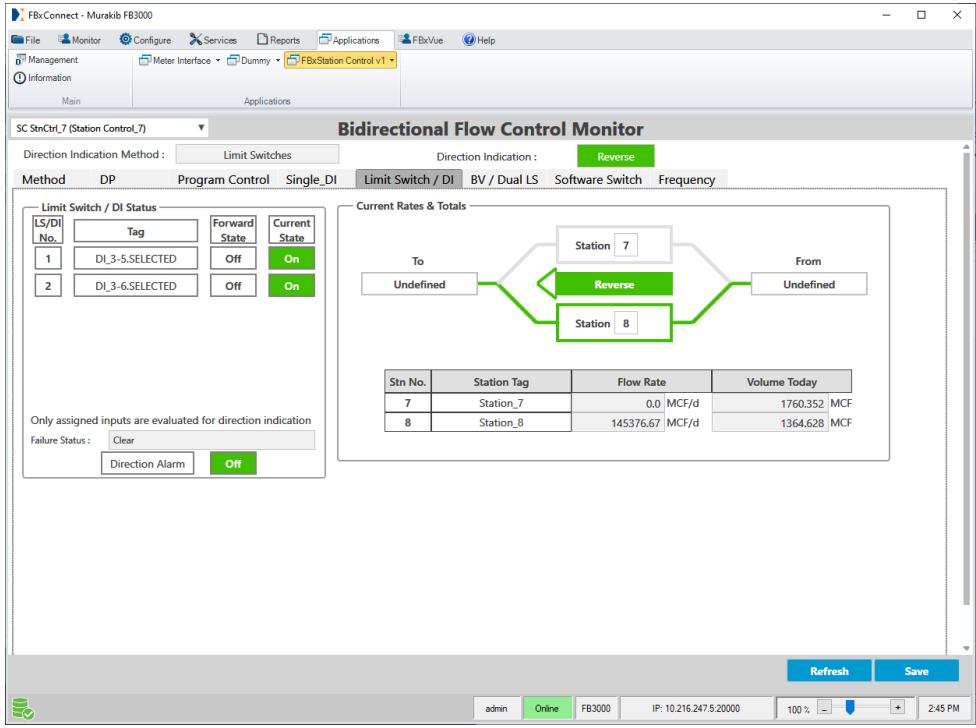 FBxConnect - Murakib FB3000
File Monitor Configure Services Reports Applications FBxVue Help
Management
Information
Main
Meter Interface Dummy FBxStation Control v1
Applications
SC StnCtrl_7 (Station Control_7)
Bidirectional Flow Control Monitor
Direction Indication Method : Limit Switches Direction Indication : Reverse
Method DP Program Control Single_DI Limit Switch / DI BV / Dual LS Software Switch Frequency
Limit Switch / DI Status
LS/DI No. Tag Forward State Current State
1 DI_3-5.SELECTED Off On
2 DI_3-6.SELECTED Off On
Only assigned inputs are evaluated for direction indication
Failure Status : Clear
Direction Alarm Off
Current Rates & Totals
Station 7
To From
Undefined Reverse Undefined
Station 8
Stn No. Station Tag Flow Rate Volume Today
7 Station_7 0.0 MCF/d 1760.352 MCF
8 Station_8 145376.67 MCF/d 1364.628 MCF
Refresh Save
admin Online FB3000 IP: 10.216.247.5:20000 100 % 2:45 PM